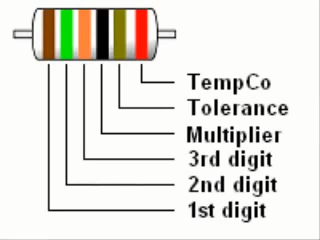 TempCo
Tolerance
Multiplier
3rd digit
2nd digit
1st digit